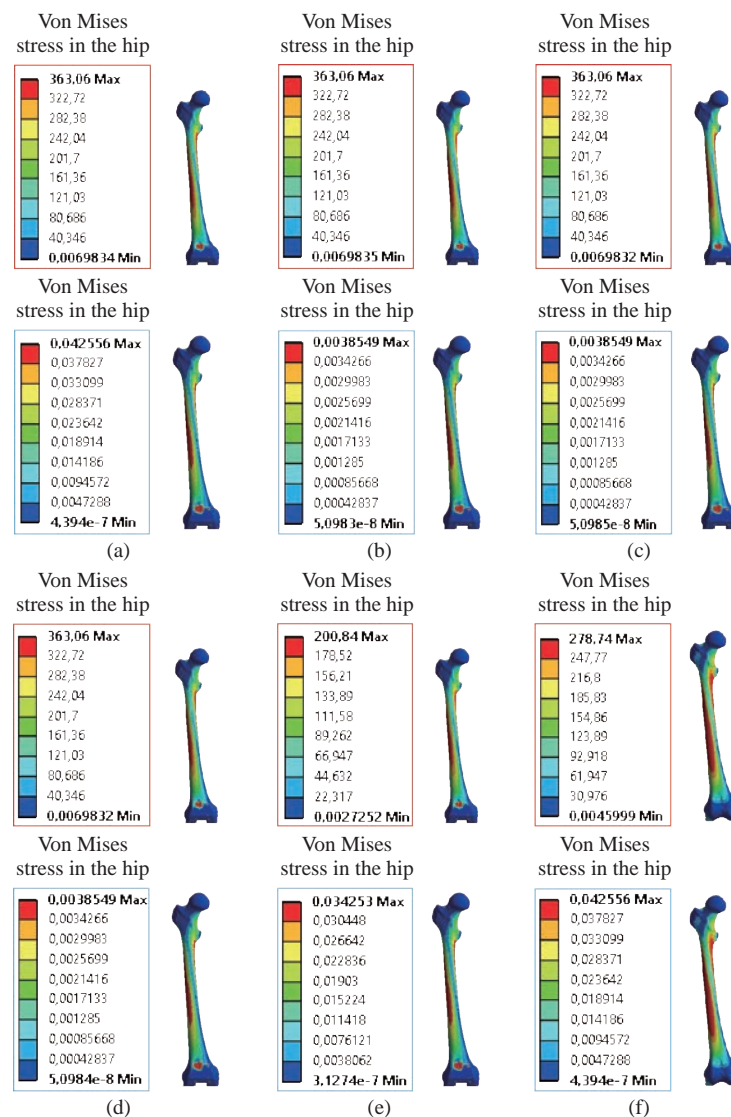 Von Mises
stress in the hip
363,06 Max
322,72
282,38
242,04
201,7
161,36
121,03
80,686
40,346
0,0069834 Min
Von Mises
stress in the hip
363,06 Max
322,72
282,38
242,04
201,7
161,36
121,03
80,686
40,346
0,0069835 Min
Von Mises
stress in the hip
363,06 Max
322,72
282,38
242,04
201,7
161,36
121,03
80,686
40,346
0,0069832 Min
Von Mises
stress in the hip
0,042556 Max
0,037827
0,033099
0,028371
0,023642
0,018914
0,014186
0,0094572
0,0047288
4,394e-7 Min
(a)
Von Mises
stress in the hip
0,0038549 Max
0,0034266
0,0029983
0,0025699
0,0021416
0,0017133
0,001285
0,00085668
0,00042837
5,0983e-8 Min
(b)
Von Mises
stress in the hip
0,0038549 Max
0,0034266
0,0029983
0,0025699
0,0021416
0,0017133
0,001285
0,00085668
0,00042837
5,0985e-8 Min
(c)
Von Mises
stress in the hip
363,06 Max
322,72
282,38
242,04
201,7
161,36
121,03
80,686
40,346
0,0069832 Min
Von Mises
stress in the hip
200,84 Max
178,52
156,21
133,89
111,58
89,262
66,947
44,632
22,317
0,0027252 Min
Von Mises
stress in the hip
278,74 Max
247,77
216,8
185,83
154,86
123,89
92,918
61,947
30,976
0,0045999 Min
Von Mises
stress in the hip
0,0038549 Max
0,0034266
0,0029983
0,0025699
0,0021416
0,0017133
0,001285
0,00085668
0,00042837
5,0984e-8 Min
(d)
Von Mises
stress in the hip
0,034253 Max
0,030448
0,026642
0,022836
0,01903
0,015224
0,011418
0,0076121
0,0038062
3,1274e-7 Min
(e)
Von Mises
stress in the hip
0,042556 Max
0,037827
0,033099
0,028371
0,023642
0,018914
0,014186
0,0094572
0,0047288
4,394e-7 Min
(f)